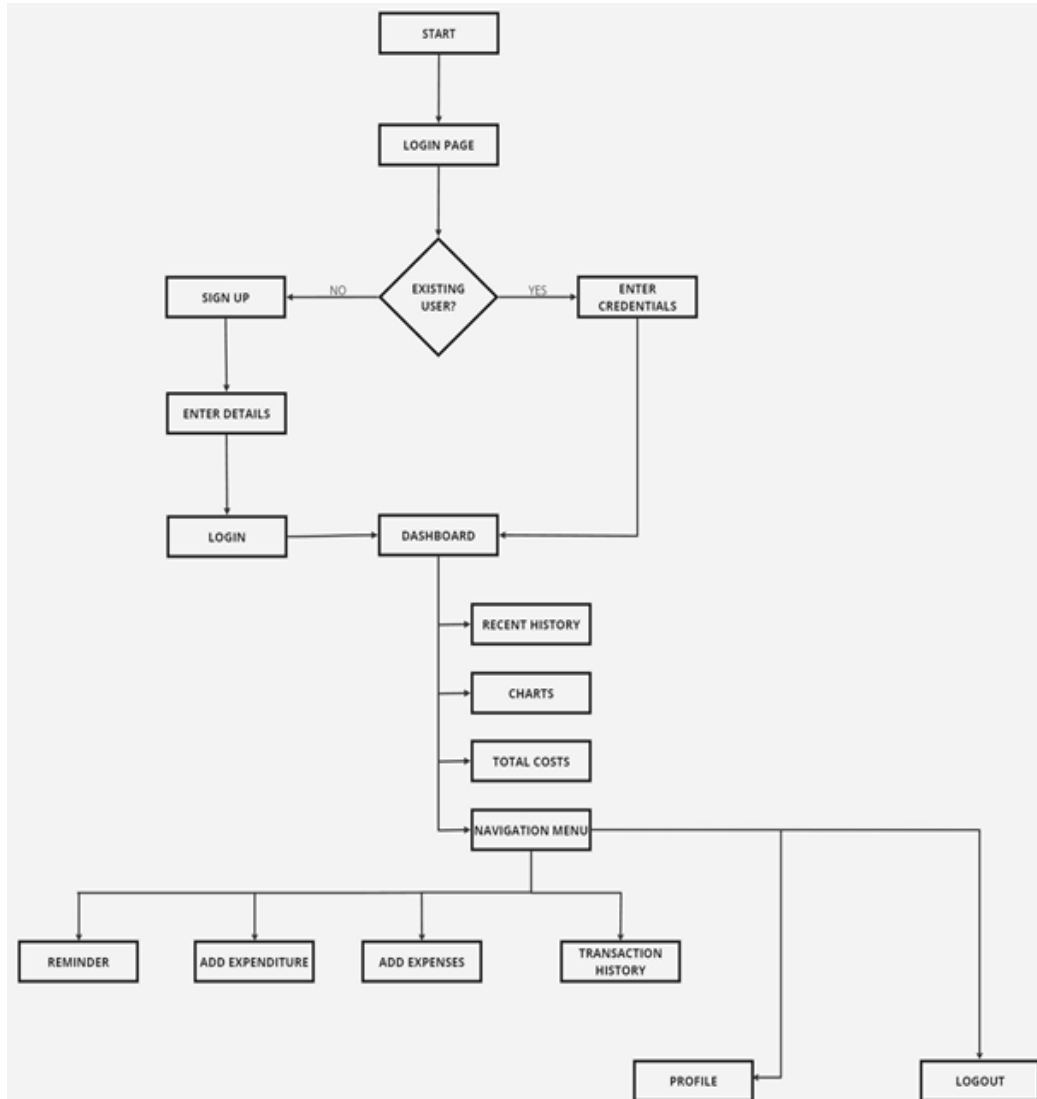 START
LOGIN PAGE
EXISTING
USER?
NO
YES
SIGN UP
ENTER
CREDENTIALS
ENTER DETAILS
LOGIN
DASHBOARD
RECENT HISTORY
CHARTS
TOTAL COSTS
NAVIGATION MENU
REMINDER
ADD EXPENDITURE
ADD EXPENSES
TRANSACTION
HISTORY
PROFILE
LOGOUT